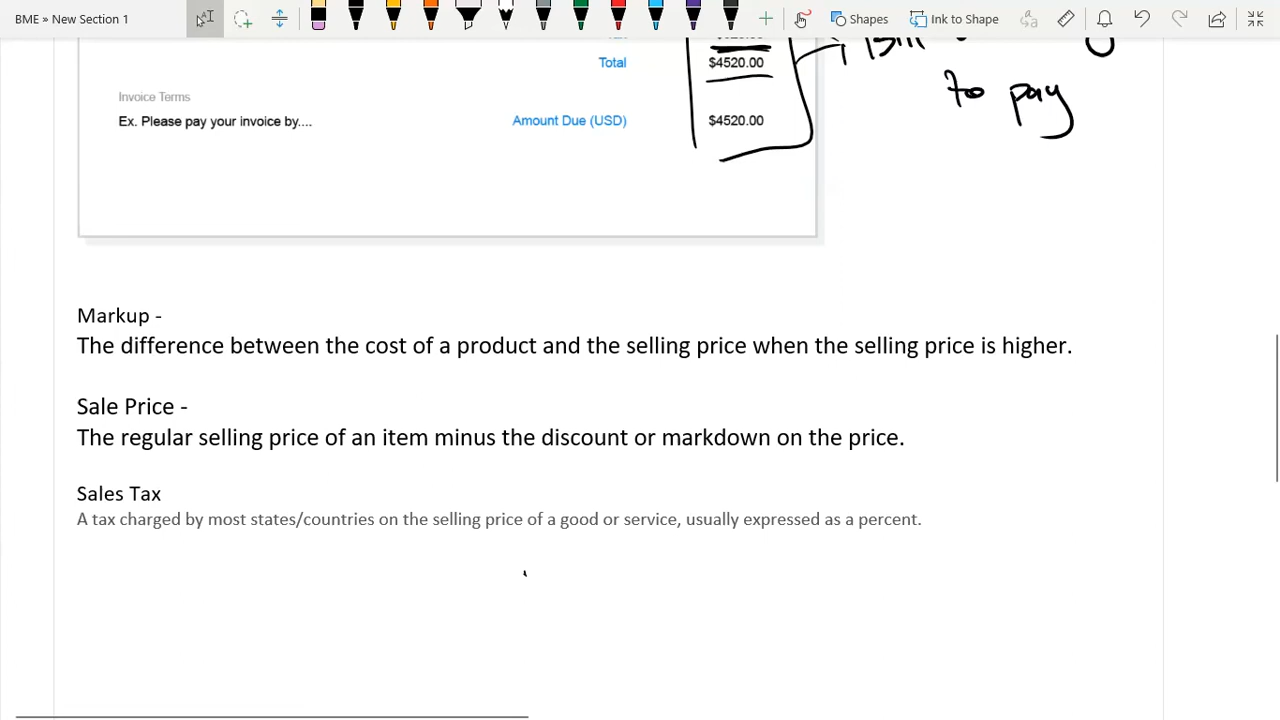 BME » New Section 1
Shapes
Ink to Shape
Total
$4520.00
Bill
to pay
Invoice Terms
Ex. Please pay your invoice by....
Amount Due (USD)
$4520.00
Markup -
The difference between the cost of a product and the selling price when the selling price is higher.
Sale Price -
The regular selling price of an item minus the discount or markdown on the price.
Sales Tax
A tax charged by most states/countries on the selling price of a good or service, usually expressed as a percent.